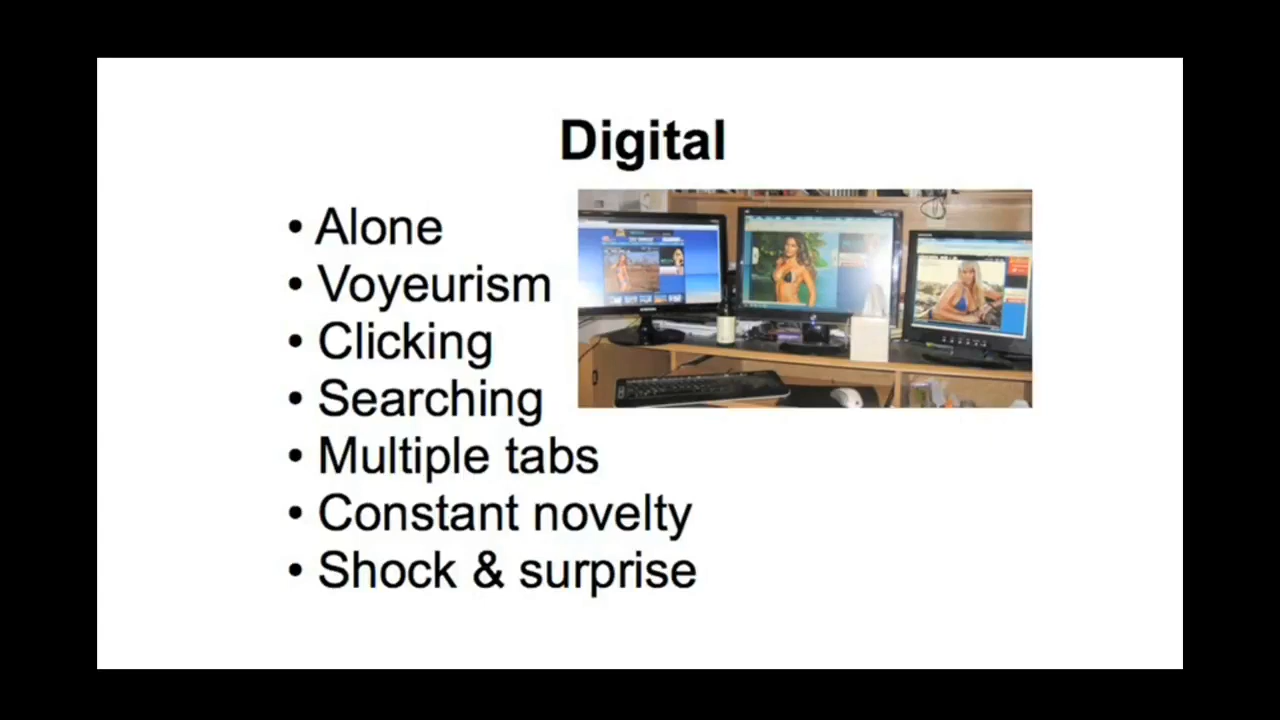 Digital
• Alone
• Voyeurism
• Clicking
• Searching
• Multiple tabs
• Constant novelty
• Shock & surprise